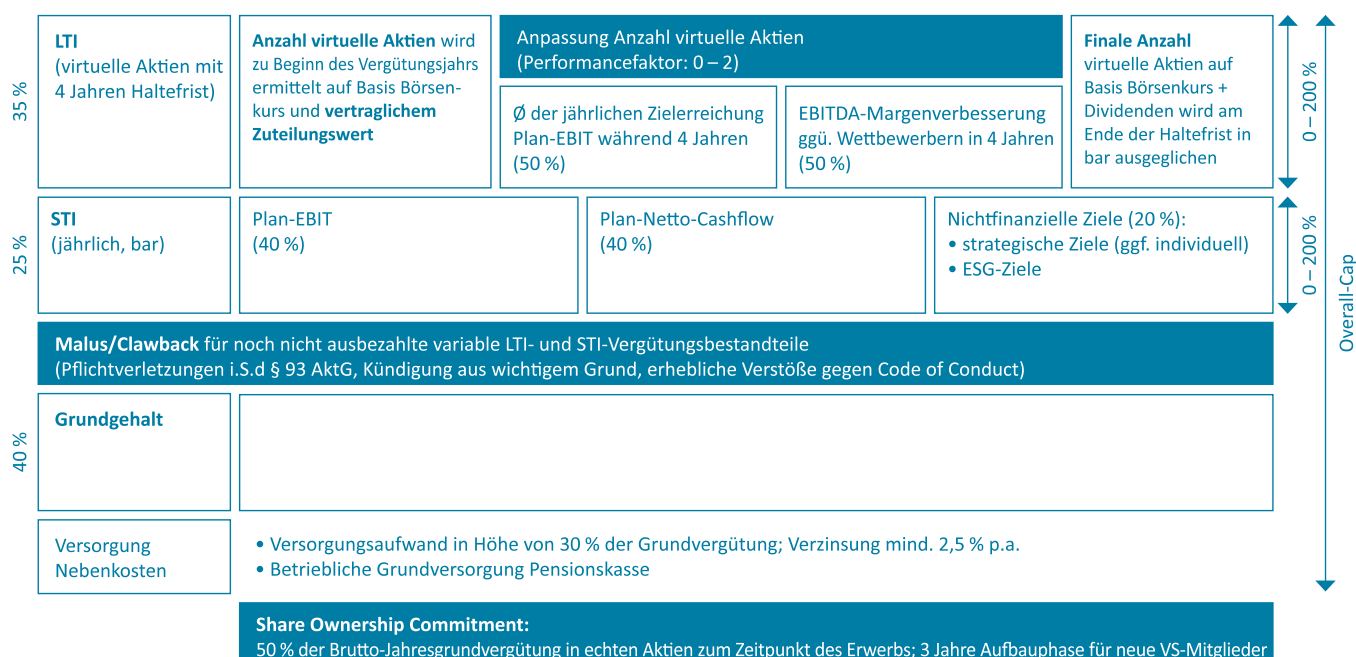 35 %
LTI
(virtuelle Aktien mit
4 Jahren Haltefrist)
Anzahl virtuelle Aktien wird
zu Beginn des Vergütungsjahrs
ermittelt auf Basis Börsen-
kurs und vertraglichem
Zuteilungswert
Anpassung Anzahl virtuelle Aktien
(Performancefaktor: 0 – 2)
Ø der jährlichen Zielerreichung
Plan-EBIT während 4 Jahren
(50 %)
EBITDA-Margenverbesserung
ggü. Wettbewerbern in 4 Jahren
(50 %)
Finale Anzahl
virtuelle Aktien auf
Basis Börsenkurs +
Dividenden wird am
Ende der Haltefrist in
bar ausgeglichen
0 – 200 %
25 %
STI
(jährlich, bar)
Plan-EBIT
(40 %)
Plan-Netto-Cashflow
(40 %)
Nichtfinanzielle Ziele (20 %):
• strategische Ziele (ggf. individuell)
• ESG-Ziele
0 – 200 %
Overall-Cap
Malus/Clawback für noch nicht ausbezahlte variable LTI- und STI-Vergütungsbestandteile
(Pflichtverletzungen i.S.d § 93 AktG, Kündigung aus wichtigem Grund, erhebliche Verstöße gegen Code of Conduct)
40 %
Grundgehalt
Versorgung
Nebenkosten
• Versorgungsaufwand in Höhe von 30 % der Grundvergütung; Verzinsung mind. 2,5 % p.a.
• Betriebliche Grundversorgung Pensionskasse
Share Ownership Commitment:
50 % der Brutto-Jahresgrundvergütung in echten Aktien zum Zeitpunkt des Erwerbs; 3 Jahre Aufbauphase für neue VS-Mitglieder